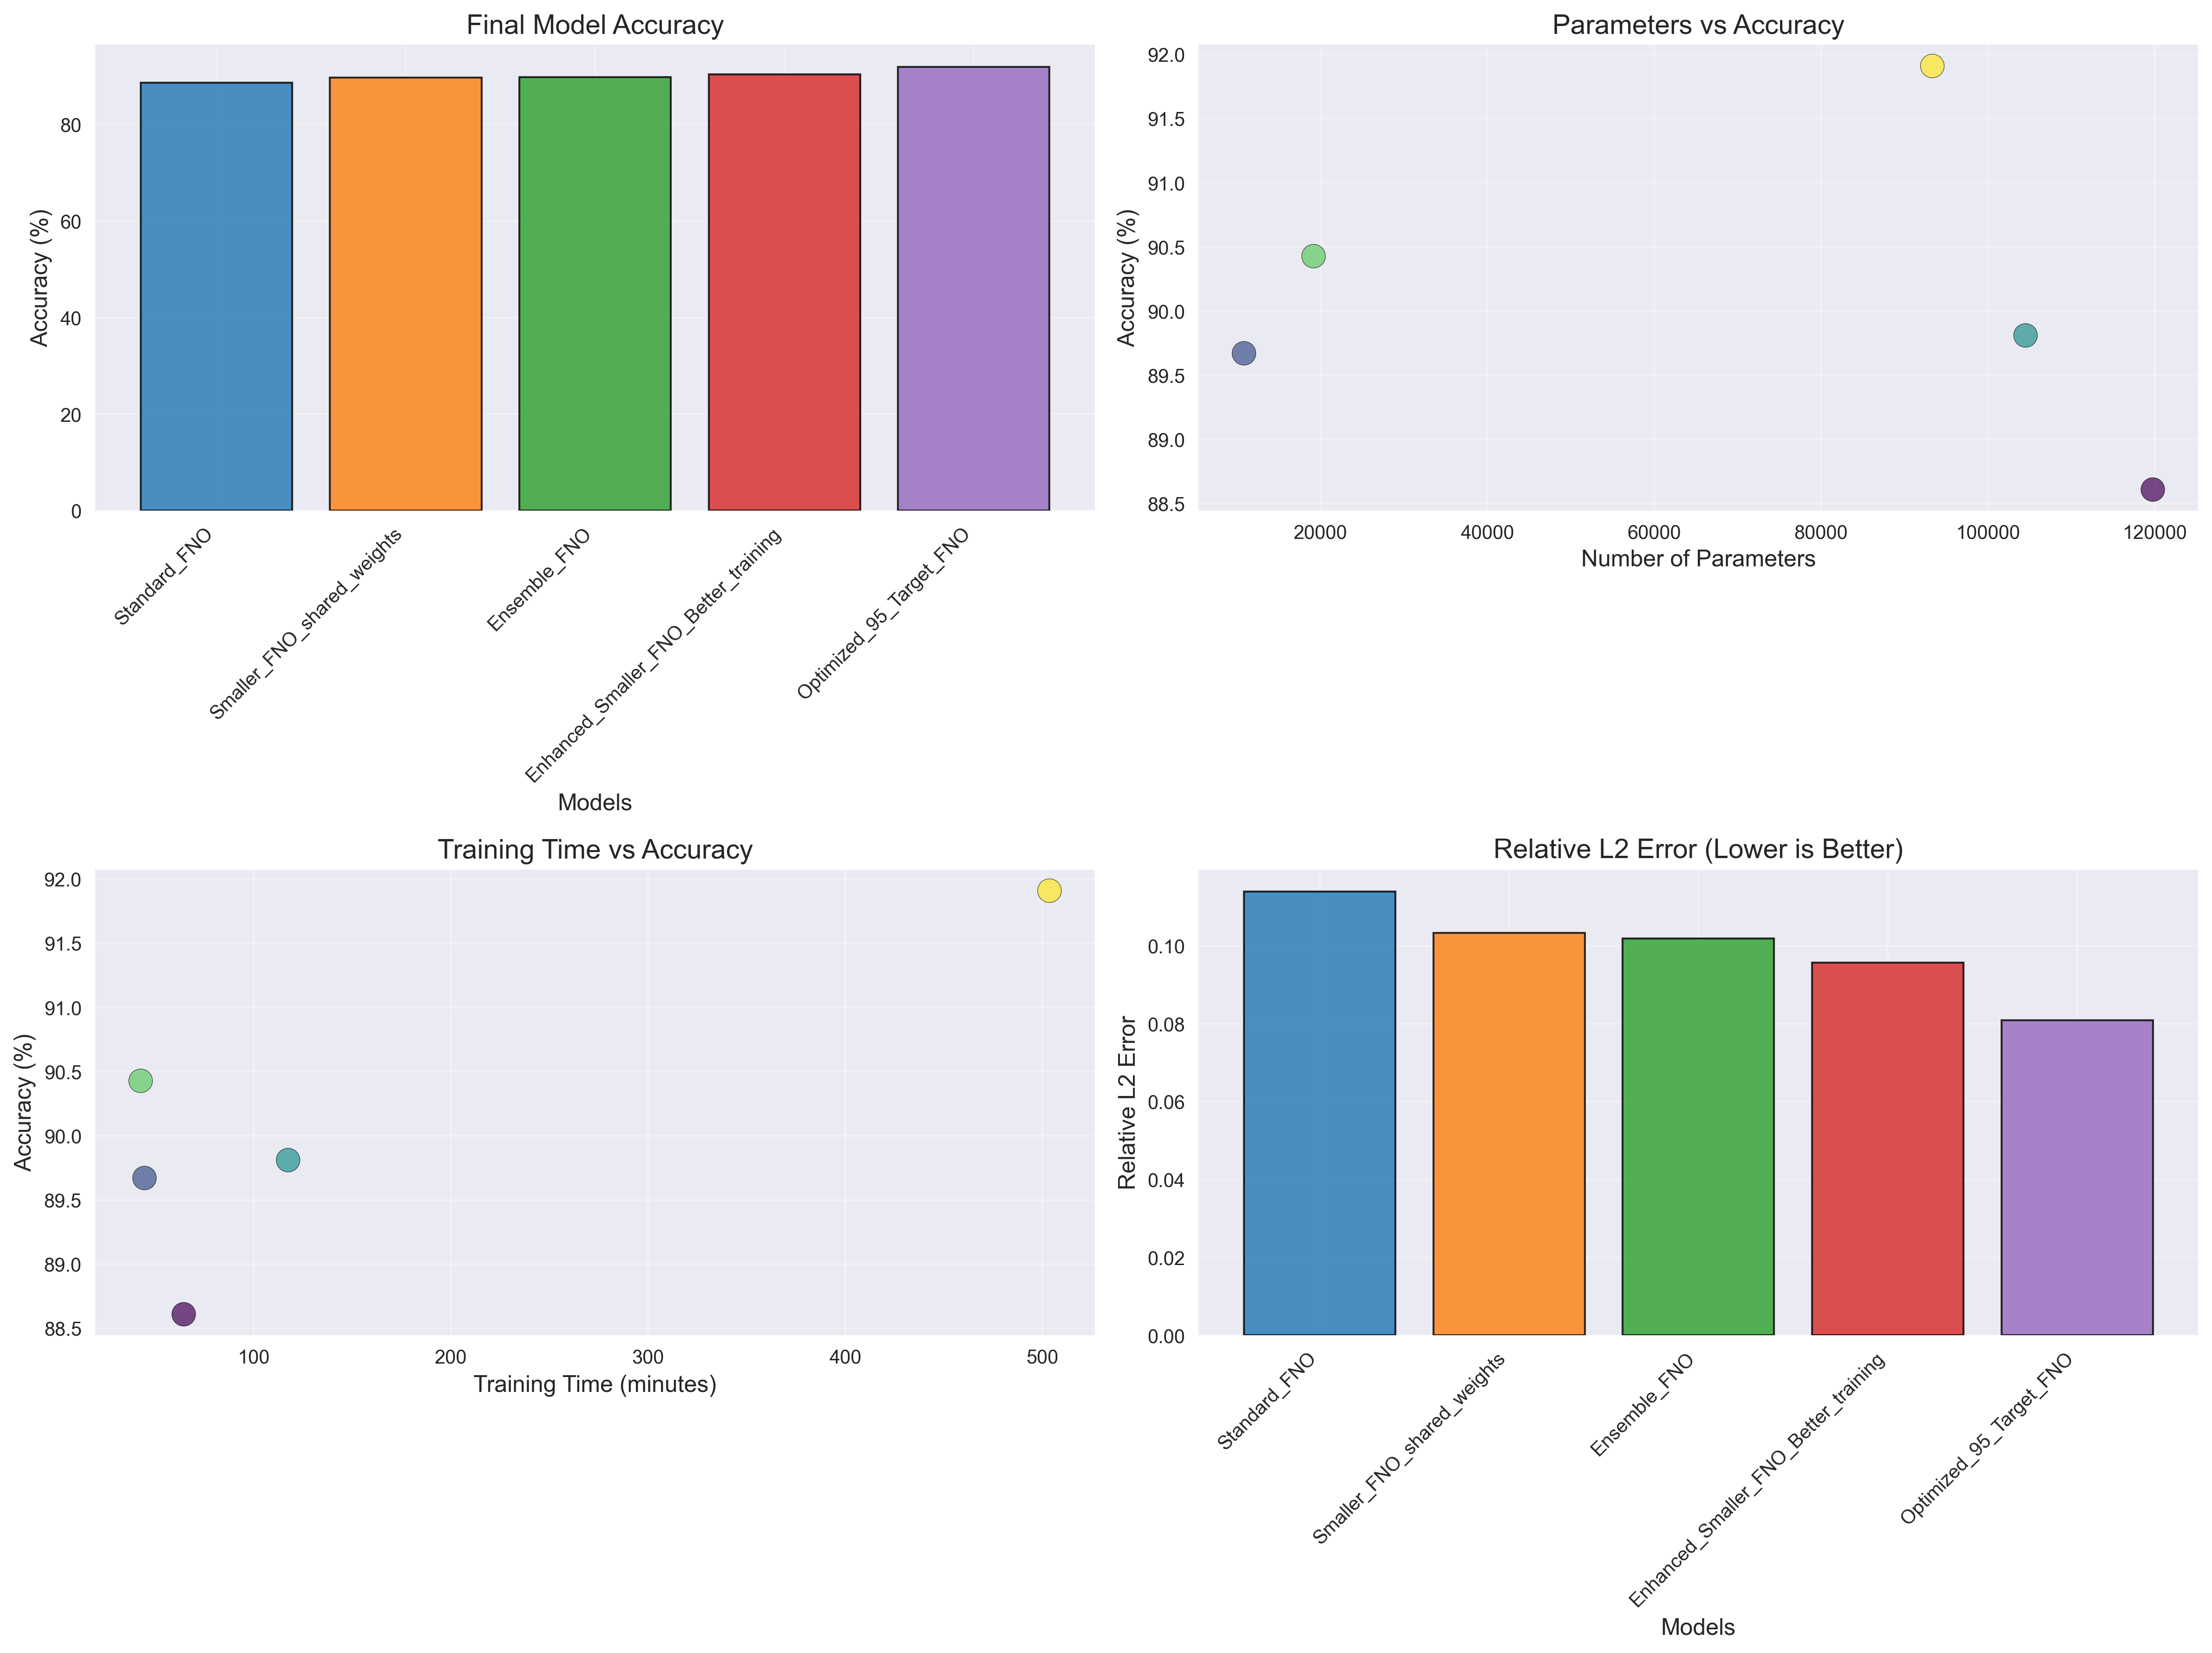 Final Model Accuracy
Accuracy (%)
80
60
40
20
0
Standard_FNO
Smaller_FNO_shared_weights
Ensemble_FNO
Enhanced_Smaller_FNO_Better_training
Optimized_95_Target_FNO
Models
Parameters vs Accuracy
Accuracy (%)
92.0
91.5
91.0
90.5
90.0
89.5
89.0
88.5
20000 40000 60000 80000 100000 120000
Number of Parameters
Training Time vs Accuracy
Accuracy (%)
92.0
91.5
91.0
90.5
90.0
89.5
89.0
88.5
100 200 300 400 500
Training Time (minutes)
Relative L2 Error (Lower is Better)
Relative L2 Error
0.10
0.08
0.06
0.04
0.02
0.00
Standard_FNO
Smaller_FNO_shared_weights
Ensemble_FNO
Enhanced_Smaller_FNO_Better_training
Optimized_95_Target_FNO
Models